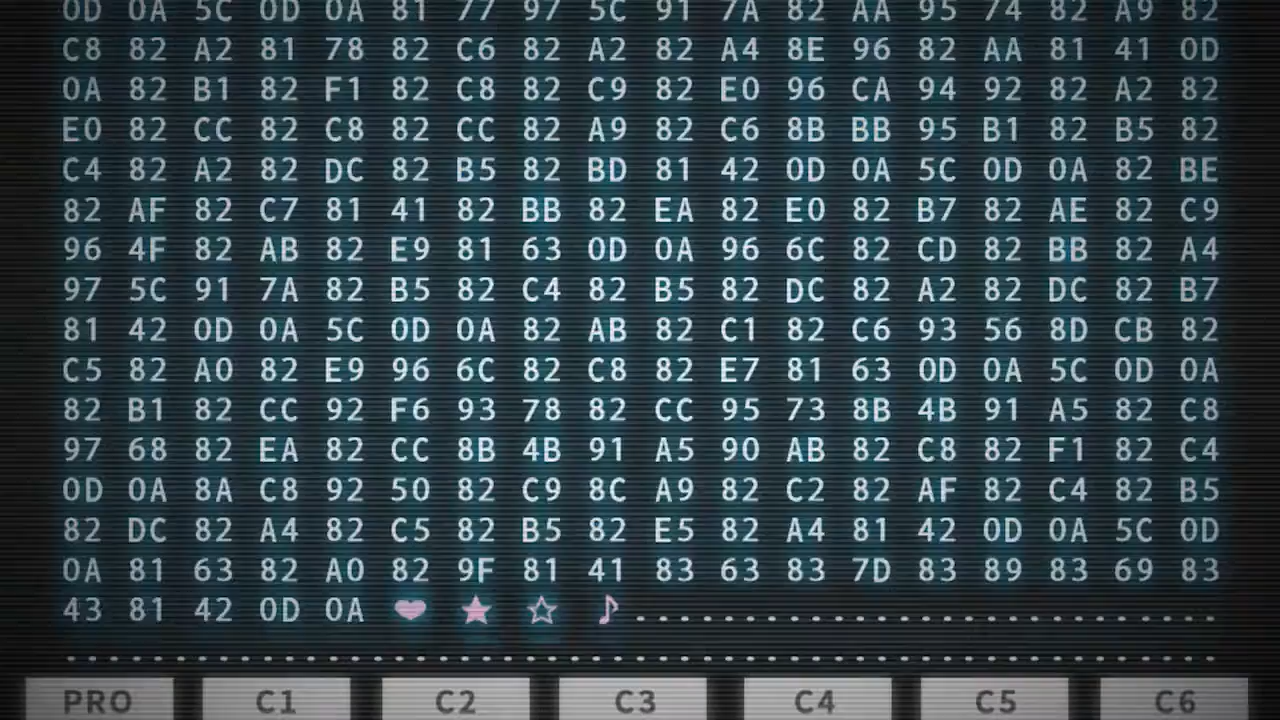 0D 0A 5C 0D 0A 81 77 97 5C 91 7A 82 AA 95 74 82 A9 82
C8 82 A2 81 78 82 C6 82 A2 82 A4 8E 96 82 AA 81 41 0D
0A 82 B1 82 F1 82 C8 82 C9 82 E0 96 CA 94 92 82 A2 82
E0 82 CC 82 C8 82 CC 82 A9 82 C6 8B BB 95 B1 82 B5 82
C4 82 A2 82 DC 82 B5 82 BD 81 42 0D 0A 5C 0D 0A 82 BE
82 AF 82 C7 81 41 82 BB 82 EA 82 E0 82 B7 82 AE 82 C9
96 4F 82 AB 82 E9 81 63 0D 0A 96 6C 82 CD 82 BB 82 A4
97 5C 91 7A 82 B5 82 C4 82 B5 82 DC 82 A2 82 DC 82 B7
81 42 0D 0A 5C 0D 0A 82 AB 82 C1 82 C6 93 56 8D CB 82
C5 82 A0 82 E9 96 6C 82 C8 82 E7 81 63 0D 0A 5C 0D 0A
82 B1 82 CC 92 F6 93 78 82 CC 95 73 8B 4B 91 A5 82 C8
97 68 82 EA 82 CC 8B 4B 91 A5 90 AB 82 C8 82 F1 82 C4
0D 0A 8A C8 92 50 82 C9 8C A9 82 C2 82 AF 82 C4 82 B5
82 DC 82 A4 82 C5 82 B5 82 E5 82 A4 81 42 0D 0A 5C 0D
0A 81 63 82 A0 82 9F 81 41 83 63 83 7D 83 89 83 69 83
43 81 42 0D 0A ♥ ★ ☆ ♪
PRO C1 C2 C3 C4 C5 C6